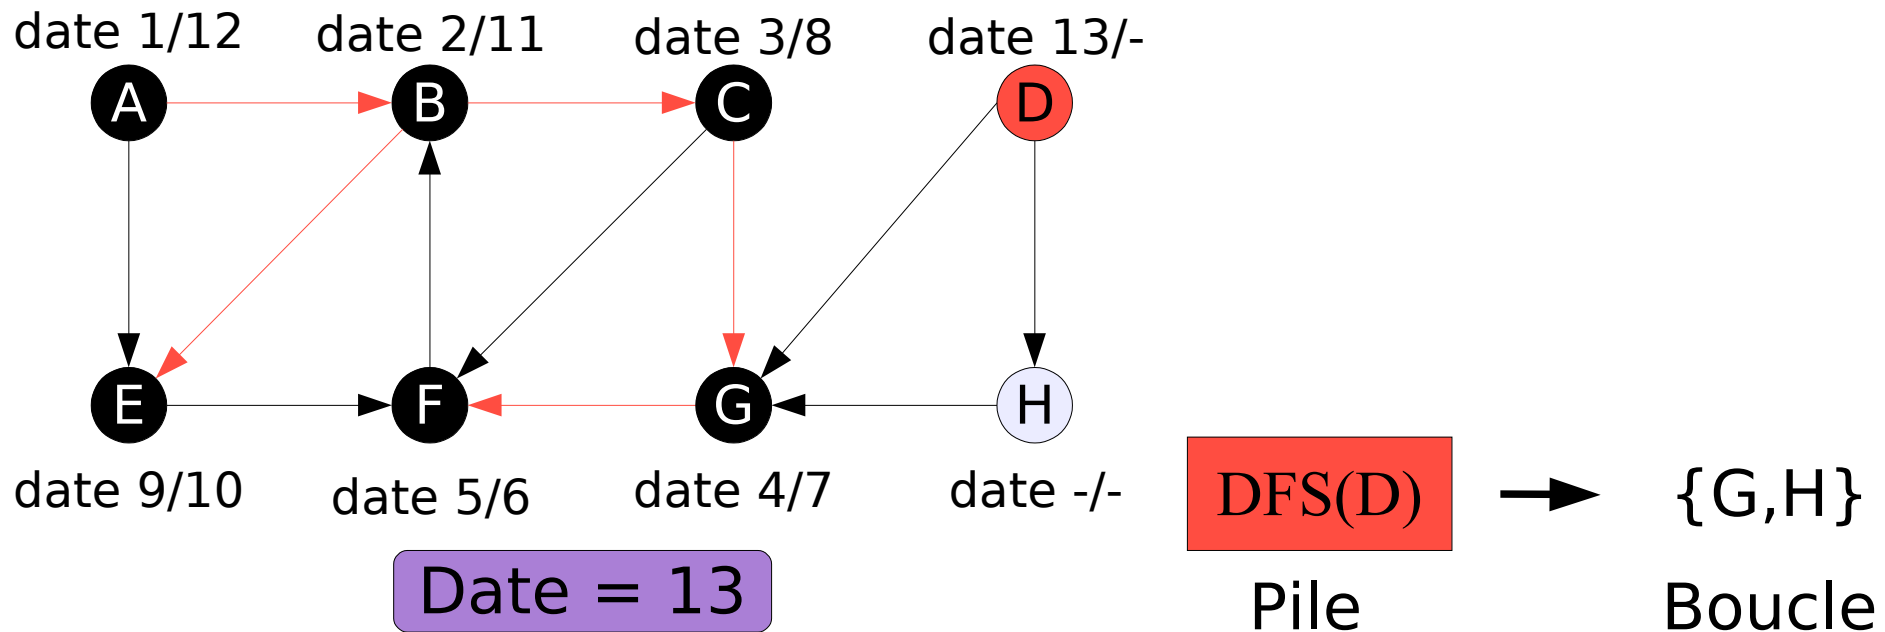 date 1/12 date 2/11 date 3/8 date 13/-
A B C D
E F G H
date 9/10 date 5/6 date 4/7 date -/-
DFS(D) {G,H}
Date = 13
Pile Boucle